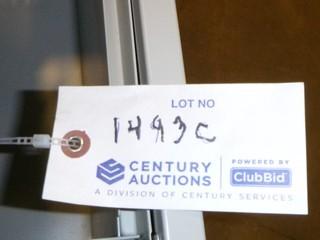 LOT NO
1493C
CENTURY AUCTIONS
POWERED BY
ClubBid
A DIVISION OF CENTURY SERVICES